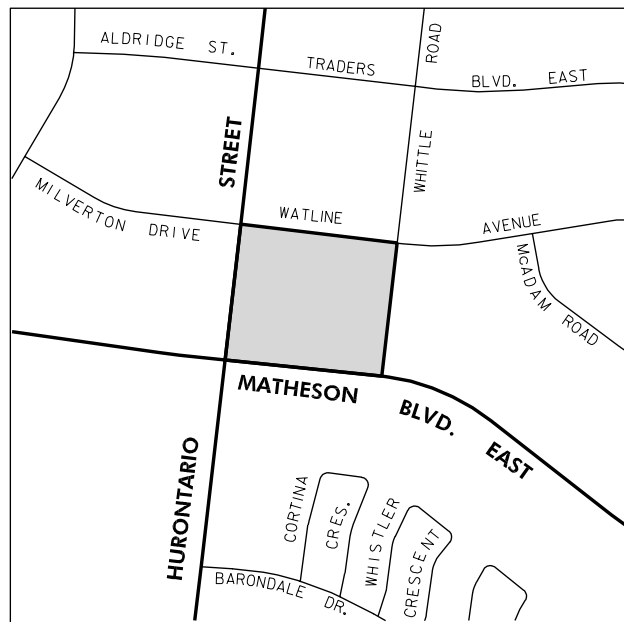 ALDRIDGE ST.
ROAD
TRADERS
BLVD. EAST
STREET
WHITTLE
MILVERTON DRIVE
WATLINE
AVENUE
McADAM ROAD
MATHESON BLVD. EAST
HURONTARIO
CORTINA
CRES.
WHISTLER
CRESCENT
BARONDALE DR.